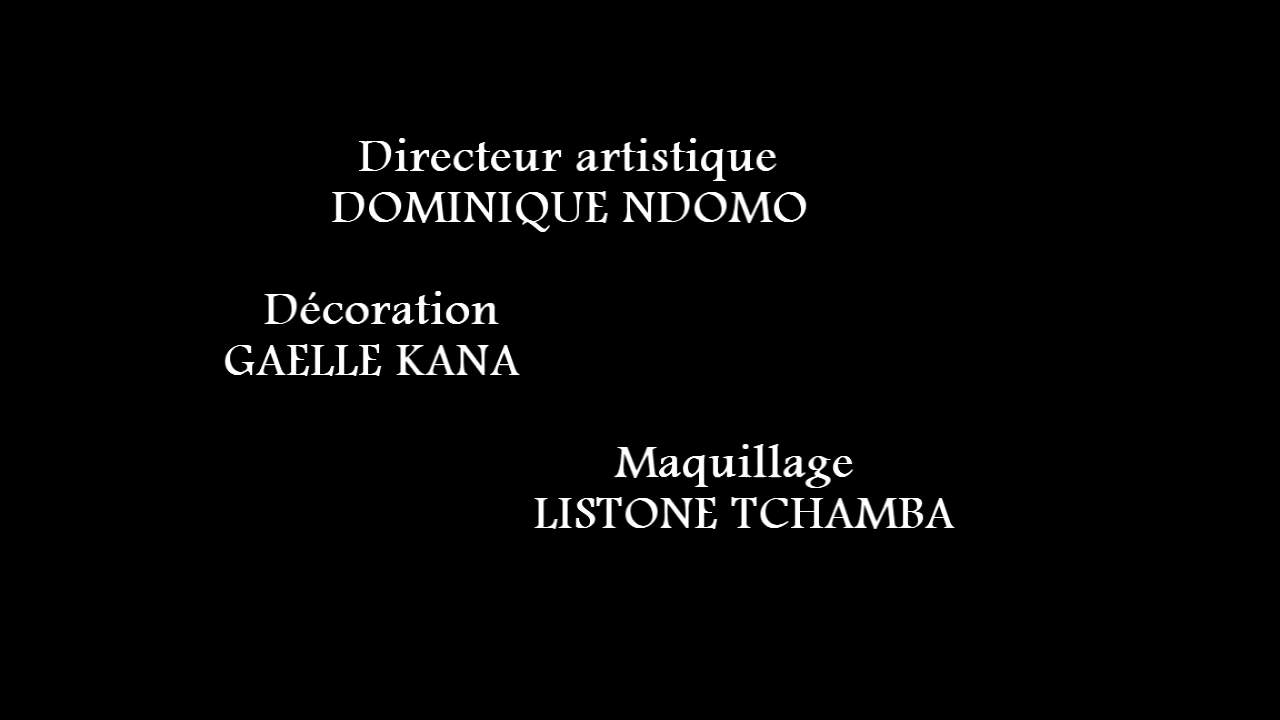 Directeur artistique
DOMINIQUE NDOMO
Décoration
GAELLE KANA
Maquillage
LISTONE TCHAMBA